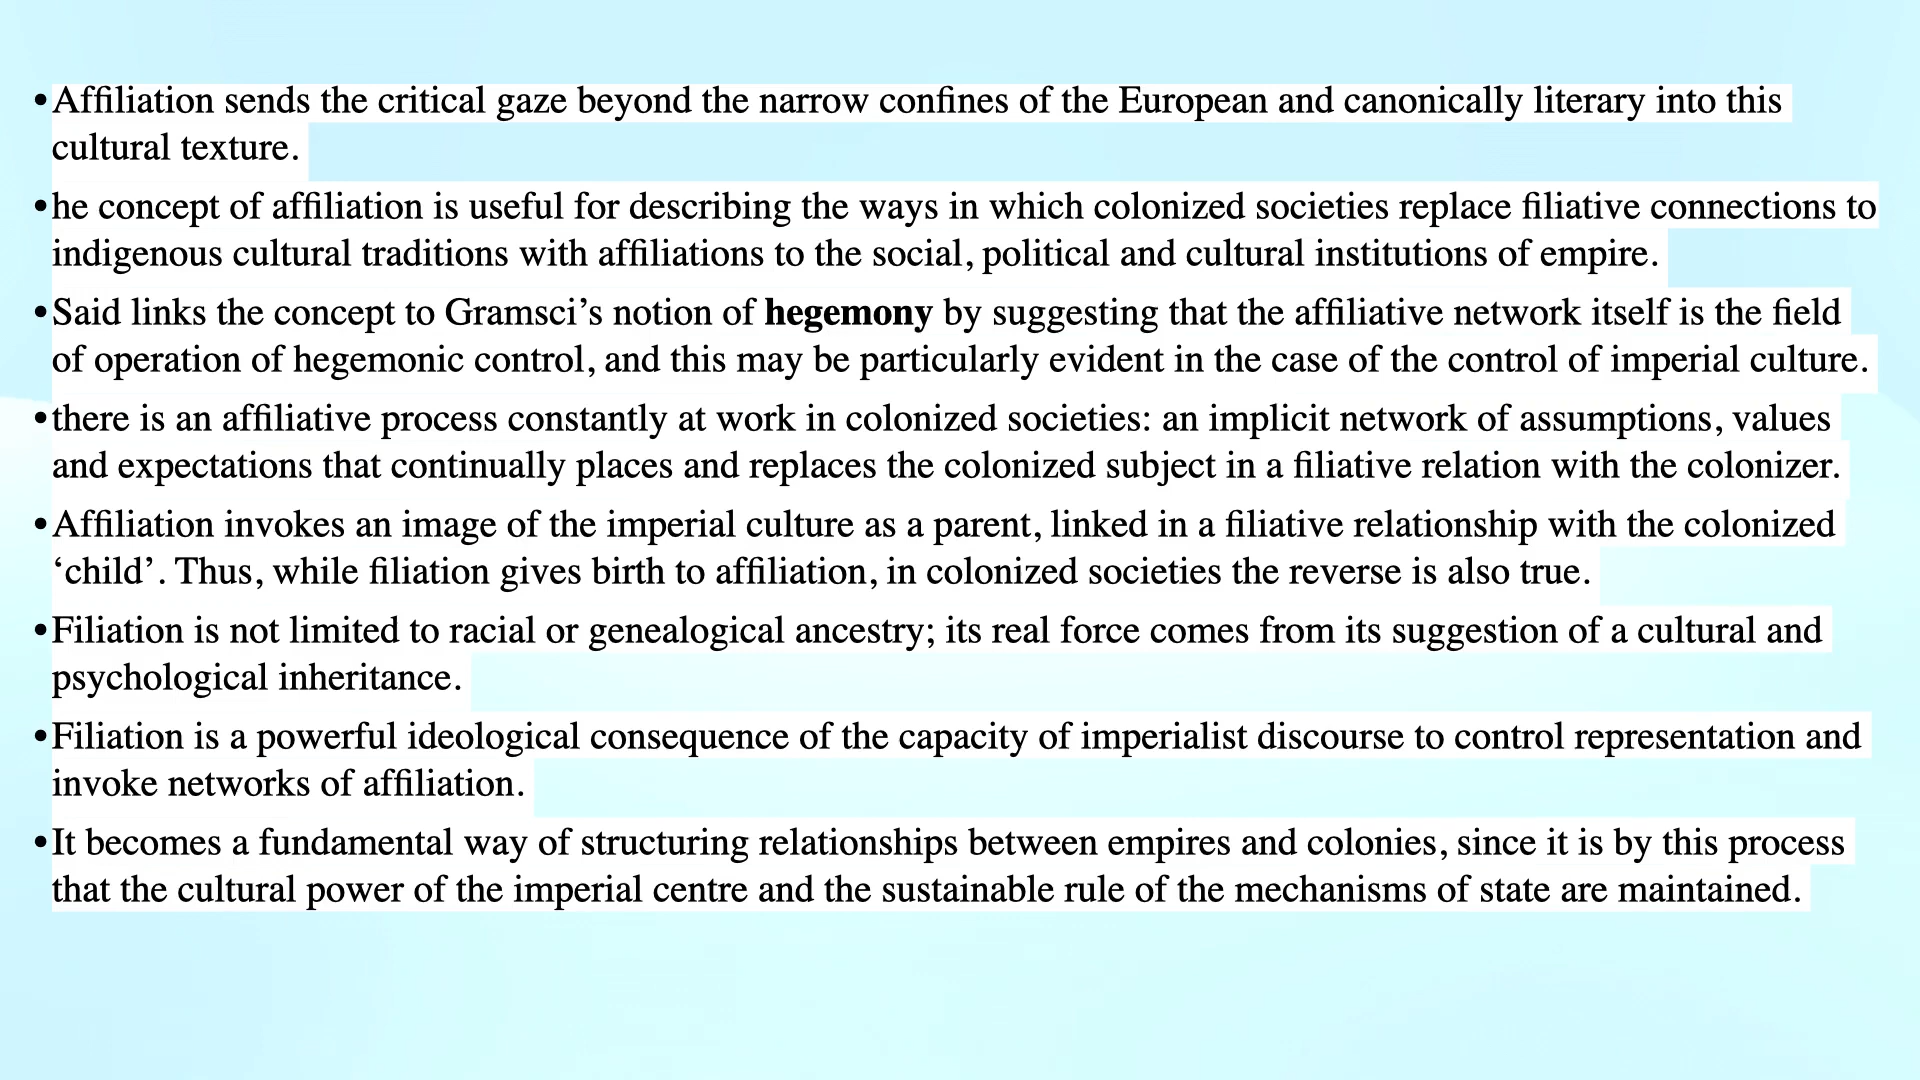 •Affiliation sends the critical gaze beyond the narrow confines of the European and canonically literary into this
cultural texture.
•he concept of affiliation is useful for describing the ways in which colonized societies replace filiative connections to
indigenous cultural traditions with affiliations to the social, political and cultural institutions of empire.
•Said links the concept to Gramsci’s notion of hegemony by suggesting that the affiliative network itself is the field
of operation of hegemonic control, and this may be particularly evident in the case of the control of imperial culture.
•there is an affiliative process constantly at work in colonized societies: an implicit network of assumptions, values
and expectations that continually places and replaces the colonized subject in a filiative relation with the colonizer.
•Affiliation invokes an image of the imperial culture as a parent, linked in a filiative relationship with the colonized
‘child’. Thus, while filiation gives birth to affiliation, in colonized societies the reverse is also true.
•Filiation is not limited to racial or genealogical ancestry; its real force comes from its suggestion of a cultural and
psychological inheritance.
•Filiation is a powerful ideological consequence of the capacity of imperialist discourse to control representation and
invoke networks of affiliation.
•It becomes a fundamental way of structuring relationships between empires and colonies, since it is by this process
that the cultural power of the imperial centre and the sustainable rule of the mechanisms of state are maintained.